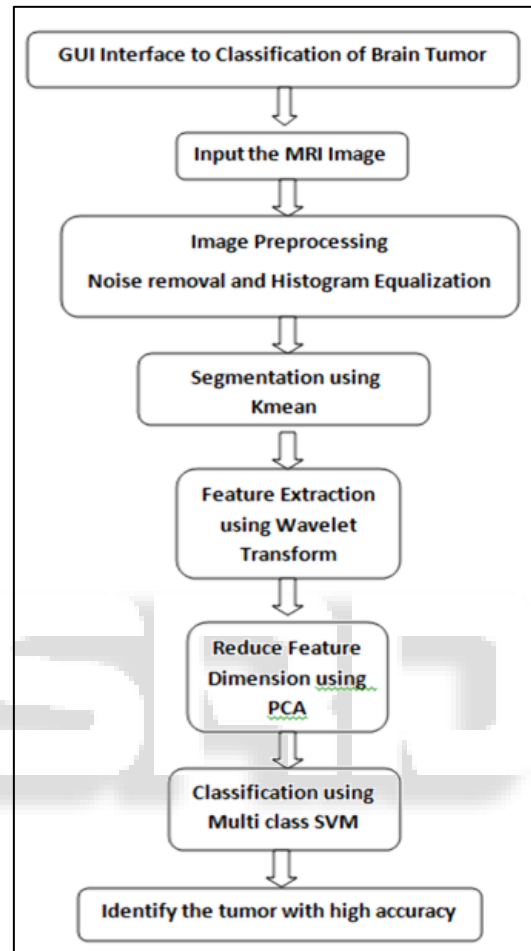 GUI Interface to Classification of Brain Tumor
Input the MRI Image
Image Preprocessing
Noise removal and Histogram Equalization
Segmentation using
Kmean
Feature Extraction
using Wavelet
Transform
Reduce Feature
Dimension using
PCA
Classification using
Multi class SVM
Identify the tumor with high accuracy